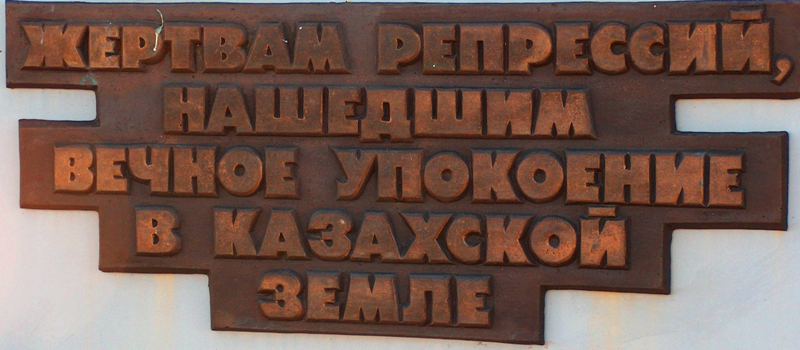 ЖЕРТВАМ РЕПРЕССИЙ,
НАШЕДШИМ
ВЕЧНОЕ УПОКОЕНИЕ
В КАЗАХСКОЙ
ЗЕМЛЕ